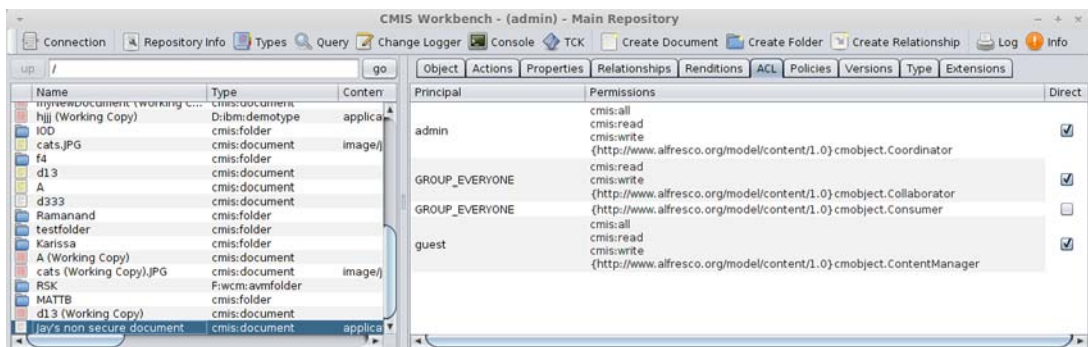 CMIS Workbench - (admin) - Main Repository
Connection Repository Info Types Query Change Logger Console TCK Create Document Create Folder Create Relationship Log Info
up / go
Object Actions Properties Relationships Renditions ACL Policies Versions Type Extensions
Name Type Conten
myNewDocument (Working C... cmis:document
hjjj (Working Copy) D:ibm:demotype applica
IOD cmis:folder
cats.JPG cmis:document image/j
f4 cmis:folder
d13 cmis:document
A cmis:document
d333 cmis:document
Ramanand cmis:folder
testfolder cmis:folder
Karissa cmis:folder
A (Working Copy) cmis:document
cats (Working Copy).JPG cmis:document image/j
RSK F:wcm:avmfolder
MATTB cmis:folder
d13 (Working Copy) cmis:document
Jay's non secure document cmis:document applica
Principal Permissions Direct
admin
cmis:all
cmis:read
cmis:write
{http://www.alfresco.org/model/content/1.0}cmobject.Coordinator
GROUP_EVERYONE
cmis:read
cmis:write
{http://www.alfresco.org/model/content/1.0}cmobject.Collaborator
GROUP_EVERYONE {http://www.alfresco.org/model/content/1.0}cmobject.Consumer
guest
cmis:all
cmis:read
cmis:write
{http://www.alfresco.org/model/content/1.0}cmobject.ContentManager